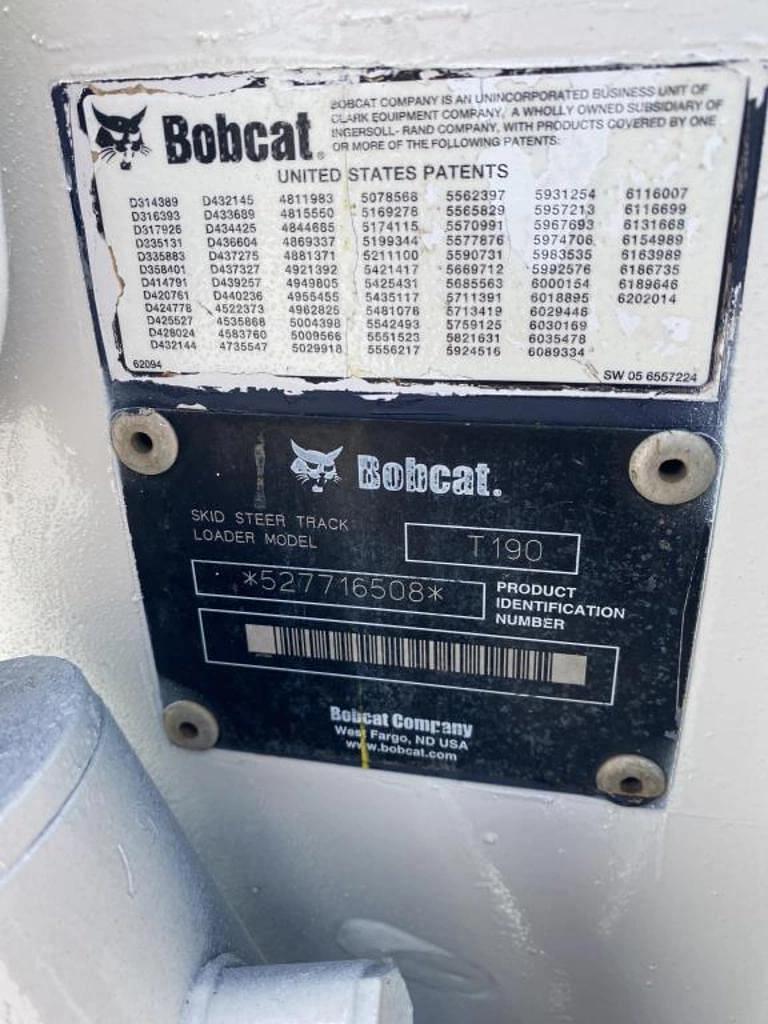 Bobcat.
BOBCAT COMPANY IS AN UNINCORPORATED BUSINESS UNIT OF
CLARK EQUIPMENT COMPANY, A WHOLLY OWNED SUBSIDIARY OF
INGERSOLL-RAND COMPANY, WITH PRODUCTS COVERED BY ONE
OR MORE OF THE FOLLOWING PATENTS:
UNITED STATES PATENTS
D314389 D432145 4811983 5078568 5562397 5931254 6116007
D316393 D433689 4815550 5169278 5565829 5957213 6116699
D317926 D434425 4844685 5174115 5570991 5967693 6131668
D335131 D436604 4869337 5199344 5577876 5974708 6154989
D335883 D437275 4881371 5211100 5590731 5983535 6163989
D358401 D437327 4921392 5421417 5669712 5992576 6186735
D414791 D439257 4949805 5425431 5685563 6000154 6189646
D420761 D440236 4955455 5435117 5711391 6018895 6202014
D424778 4522373 4962825 5481078 5713419 6029446
D425527 4535868 5004398 5542493 5759125 6030169
D428024 4583760 5009566 5551523 5821631 6035478
D432144 4735547 5029918 5556217 5924516 6089334
62094
SW 05 6557224
Bobcat.
SKID STEER TRACK
LOADER MODEL
T190
*527716508*
PRODUCT
IDENTIFICATION
NUMBER
Bobcat Company
West Fargo, ND USA
www.bobcat.com